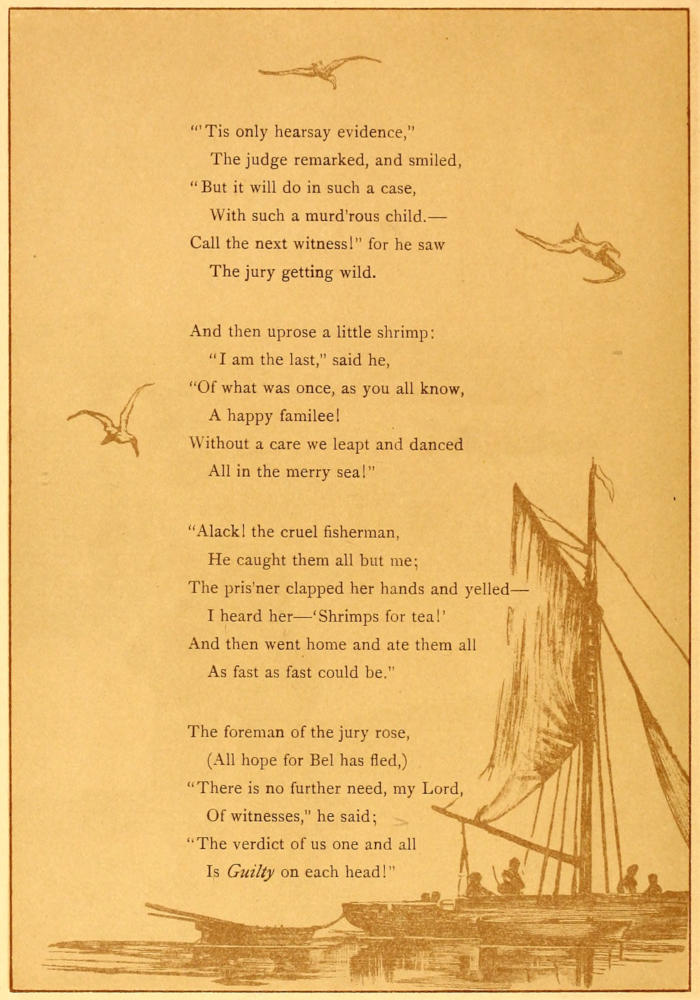 “'Tis only hearsay evidence,”
The judge remarked, and smiled,
“But it will do in such a case,
With such a murd'rous child.—
Call the next witness!” for he saw
The jury getting wild.

And then uprose a little shrimp:
“I am the last,” said he,
“Of what was once, as you all know,
A happy familee!
Without a care we leapt and danced
All in the merry sea!”

“Alack! the cruel fisherman,
He caught them all but me;
The pris'ner clapped her hands and yelled—
I heard her—‘Shrimps for tea!’
And then went home and ate them all
As fast as fast could be.”

The foreman of the jury rose,
(All hope for Bel has fled,)
“There is no further need, my Lord,
Of witnesses,” he said;
“The verdict of us one and all
Is Guilty on each head!”